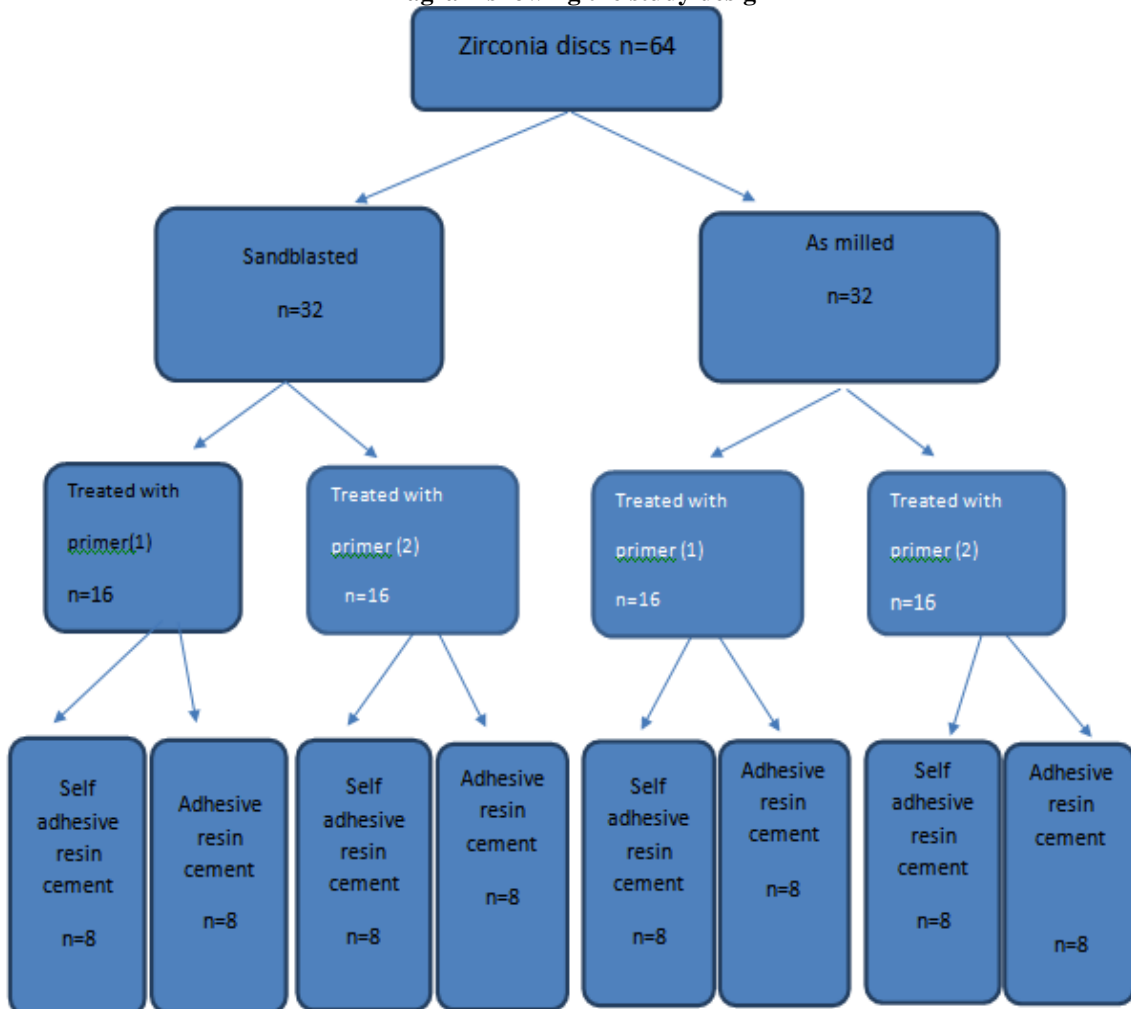 showing the study
Zirconia discs n=64
Sandblasted
n=32
As milled
n=32
Treated with
primer(1)
n=16
Treated with
primer (2)
n=16
Treated with
primer (1)
n=16
Treated with
primer (2)
n=16
Self
adhesive
resin
cement
n=8
Adhesive
resin
cement
n=8
Self
adhesive
resin
cement
n=8
Adhesive
resin
cement
n=8
Self
adhesive
resin
cement
n=8
Adhesive
resin
cement
n=8
Self
adhesive
resin
cement
n=8
Adhesive
resin
cement
n=8